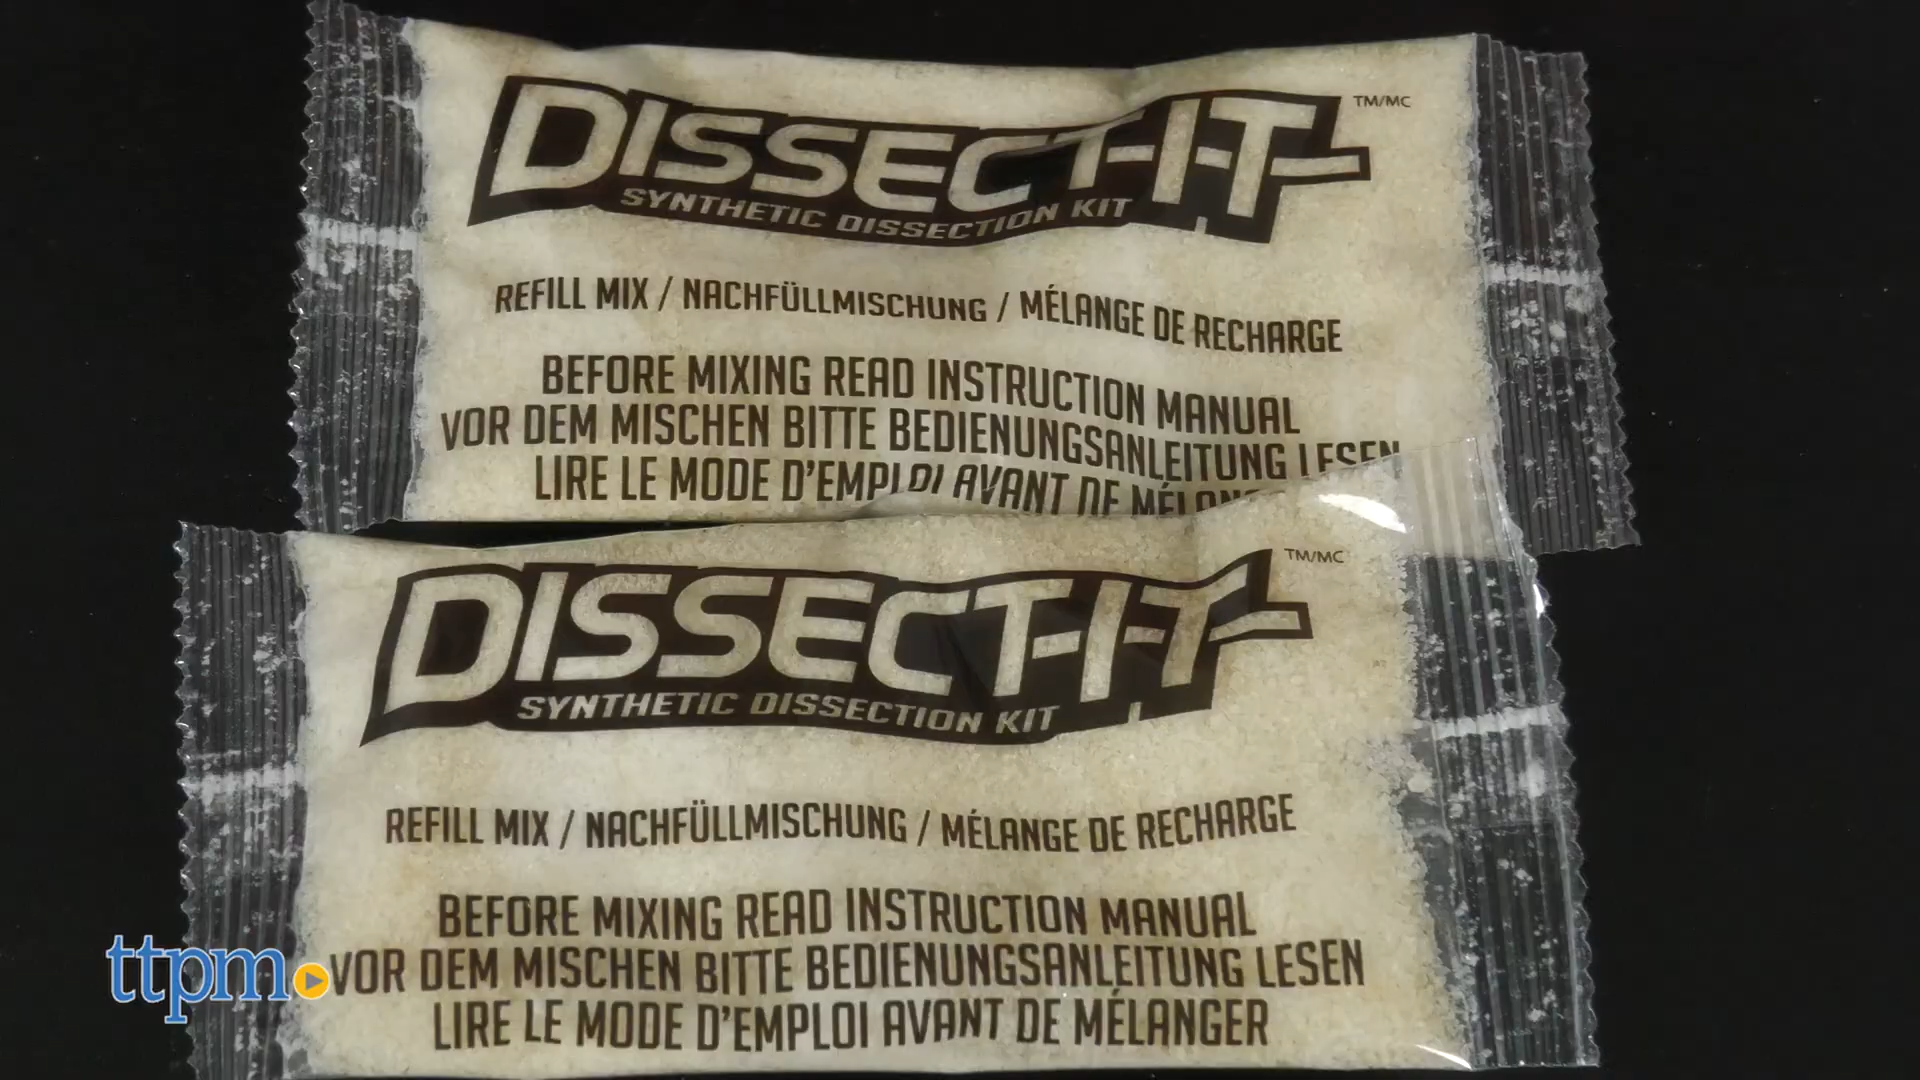 DISSECT-IT TM/MC
SYNTHETIC DISSECTION KIT
REFILL MIX / NACHFÜLLMISCHUNG / MÉLANGE DE RECHARGE
BEFORE MIXING READ INSTRUCTION MANUAL
VOR DEM MISCHEN BITTE BEDIENUNGSANLEITUNG LESEN
LIRE LE MODE D'EMPLOI AVANT DE
DISSECT-IT TM/MC
SYNTHETIC DISSECTION KIT
REFILL MIX / NACHFÜLLMISCHUNG / MÉLANGE DE RECHARGE
BEFORE MIXING READ INSTRUCTION MANUAL
VOR DEM MISCHEN BITTE BEDIENUNGSANLEITUNG LESEN
LIRE LE MODE D'EMPLOI AVANT DE MÉLANGER
ttpm